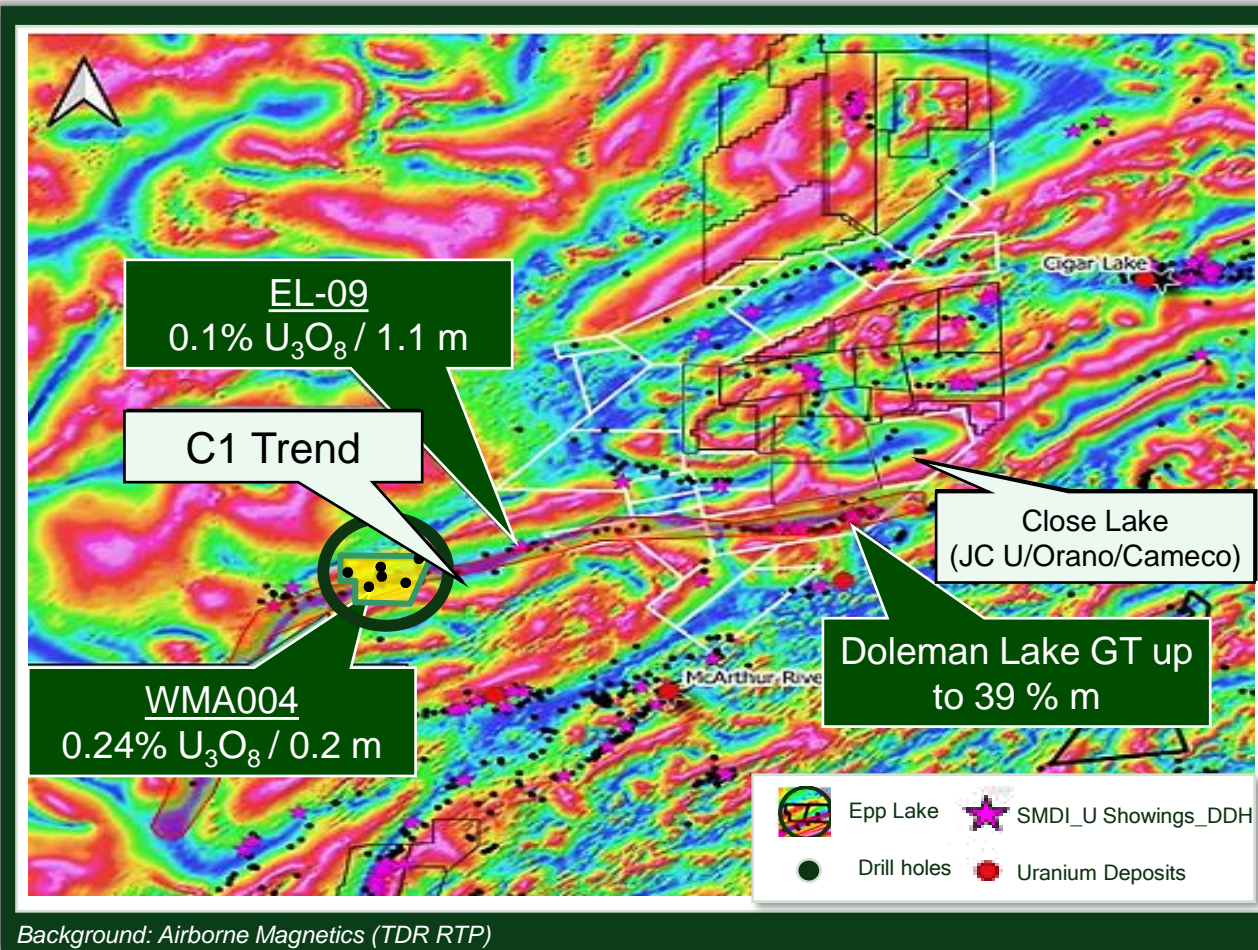 Cigar Lake
EL-09
0.1% U₃O₈ / 1.1 m
C1 Trend
Close Lake
(JC U/Orano/Cameco)
Doleman Lake GT up
to 39 % m
McArthur Rive
WMA004
0.24% U₃O₈ / 0.2 m
Epp Lake
SMDI_U Showings_DDH
Drill holes
Uranium Deposits
Background: Airborne Magnetics (TDR RTP)